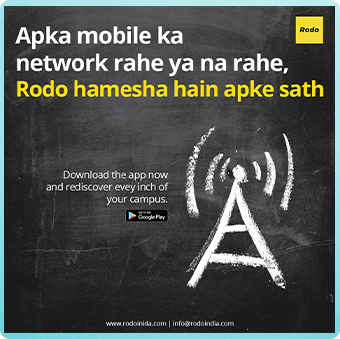 Apka mobile ka
network rahe ya na rahe,
Rodo hamesha hain apke sath
Rodo
Download the app now
and rediscover evey inch of
your campus.
GET IT ON
Google Play
www.rodoinida.com | info@rodoindia.com